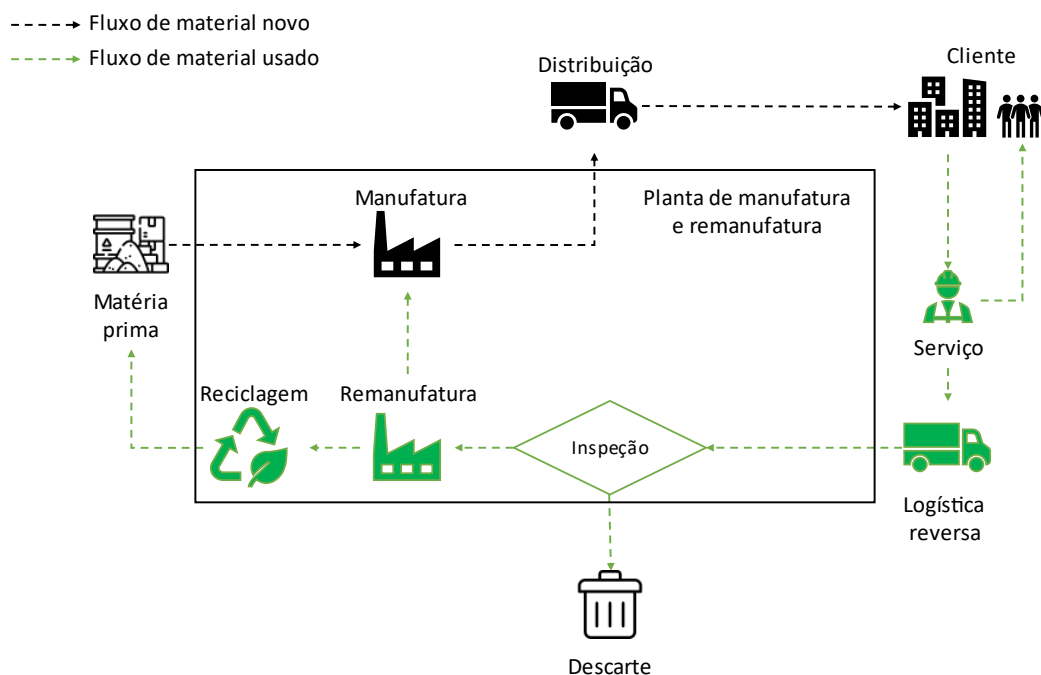 Fluxo de material novo
Fluxo de material usado
Distribuição
Cliente
Manufatura
Planta de manufatura
e remanufatura
Matéria
prima
Serviço
Reciclagem
Remanufatura
Inspeção
Logística
reversa
Descarte